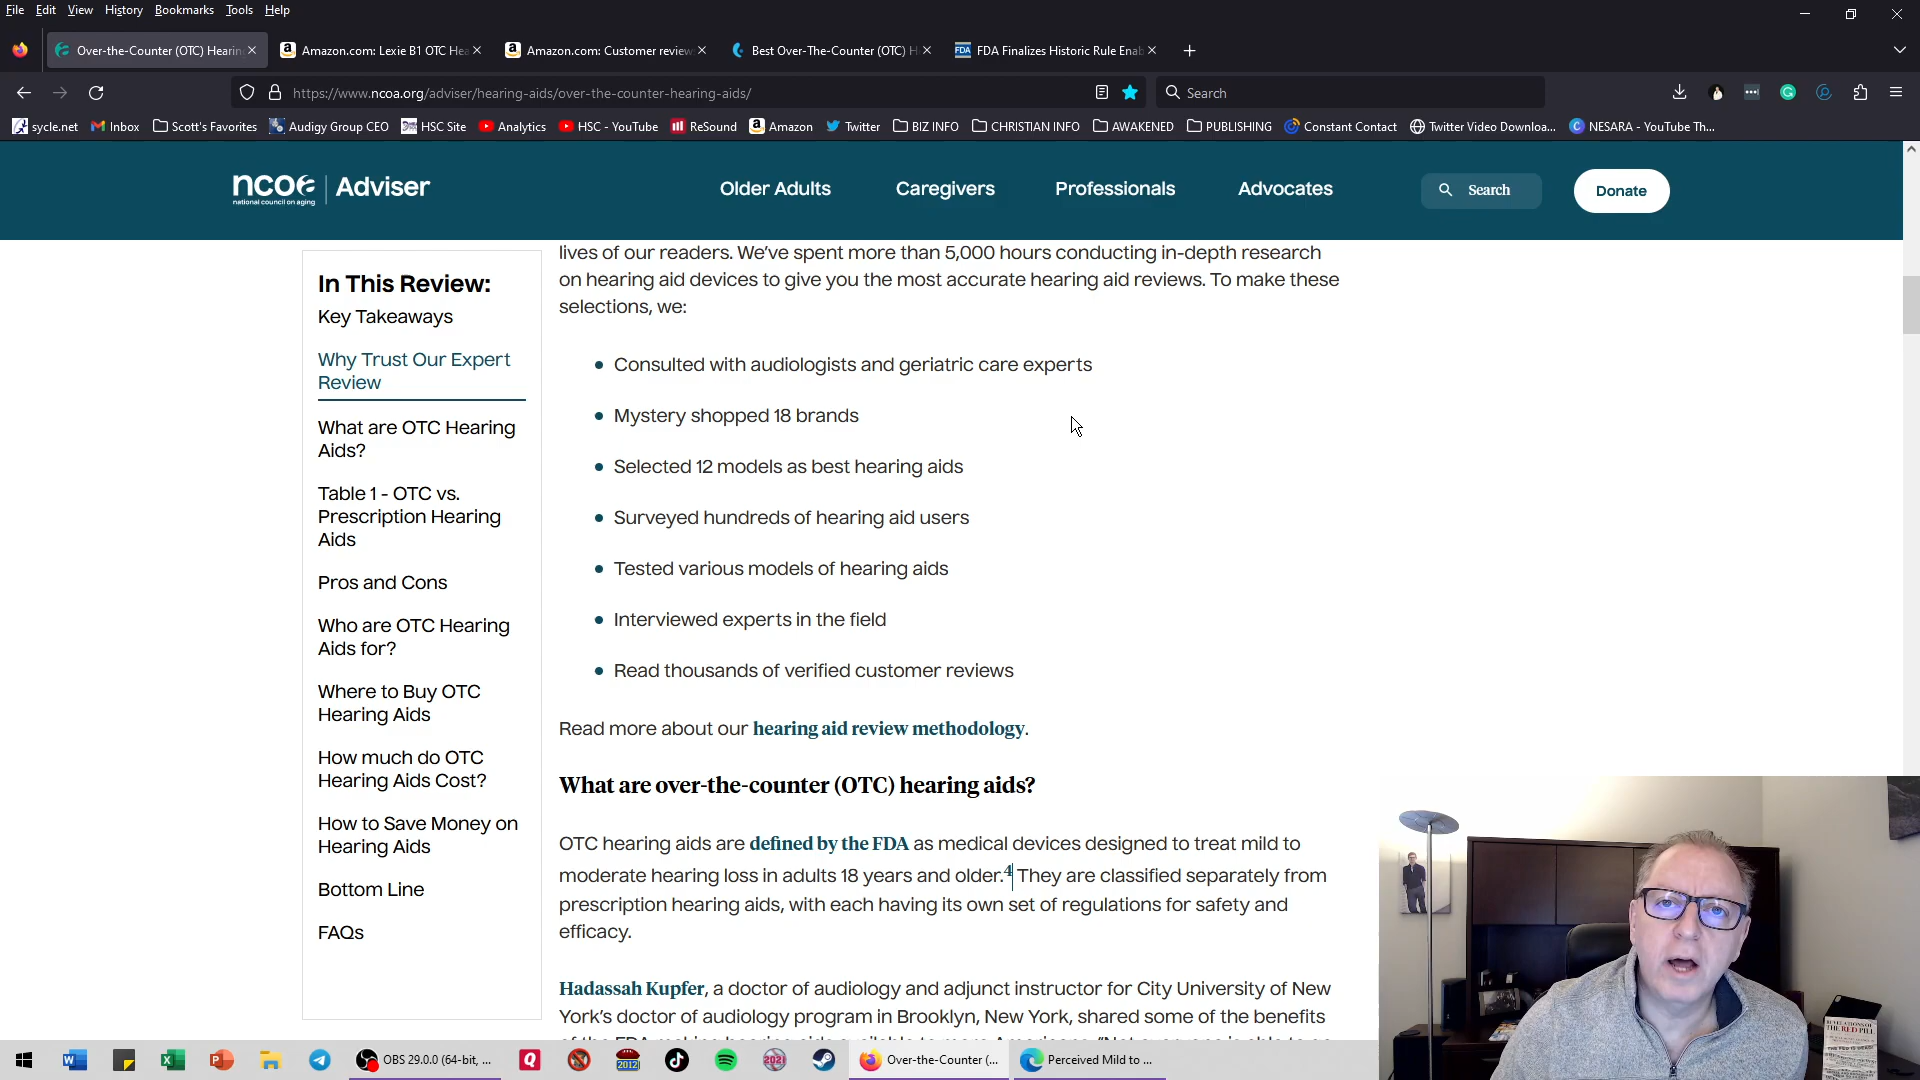 File Edit View History Bookmarks Tools Help
Over-the-Counter (OTC) Hearin
Amazon.com: Lexie B1 OTC Hea
Amazon.com: Customer review
Best Over-The-Counter (OTC) H
FDA FDA Finalizes Historic Rule Enab
https://www.ncoa.org/adviser/hearing-aids/over-the-counter-hearing-aids/
Search
sycle.net Inbox Scott's Favorites Audigy Group CEO HSC Site Analytics HSC - YouTube ReSound Amazon Twitter BIZ INFO CHRISTIAN INFO AWAKENED PUBLISHING Constant Contact Twitter Video Downloa... NESARA - YouTube Th...
ncoa Adviser
national council on aging
Older Adults Caregivers Professionals Advocates Search Donate
In This Review:
Key Takeaways
Why Trust Our Expert
Review
What are OTC Hearing
Aids?
Table 1 - OTC vs.
Prescription Hearing
Aids
Pros and Cons
Who are OTC Hearing
Aids for?
Where to Buy OTC
Hearing Aids
How much do OTC
Hearing Aids Cost?
How to Save Money on
Hearing Aids
Bottom Line
FAQs
lives of our readers. We've spent more than 5,000 hours conducting in-depth research
on hearing aid devices to give you the most accurate hearing aid reviews. To make these
selections, we:
Consulted with audiologists and geriatric care experts
Mystery shopped 18 brands
Selected 12 models as best hearing aids
Surveyed hundreds of hearing aid users
Tested various models of hearing aids
Interviewed experts in the field
Read thousands of verified customer reviews
Read more about our hearing aid review methodology.
What are over-the-counter (OTC) hearing aids?
OTC hearing aids are defined by the FDA as medical devices designed to treat mild to
moderate hearing loss in adults 18 years and older.4 They are classified separately from
prescription hearing aids, with each having its own set of regulations for safety and
efficacy.
Hadassah Kupfer, a doctor of audiology and adjunct instructor for City University of New
York's doctor of audiology program in Brooklyn, New York, shared some of the benefits
THE RED PILL
OBS 29.0.0 (64-bit, ...
2012
2021
Over-the-Counter (...
Perceived Mild to ...